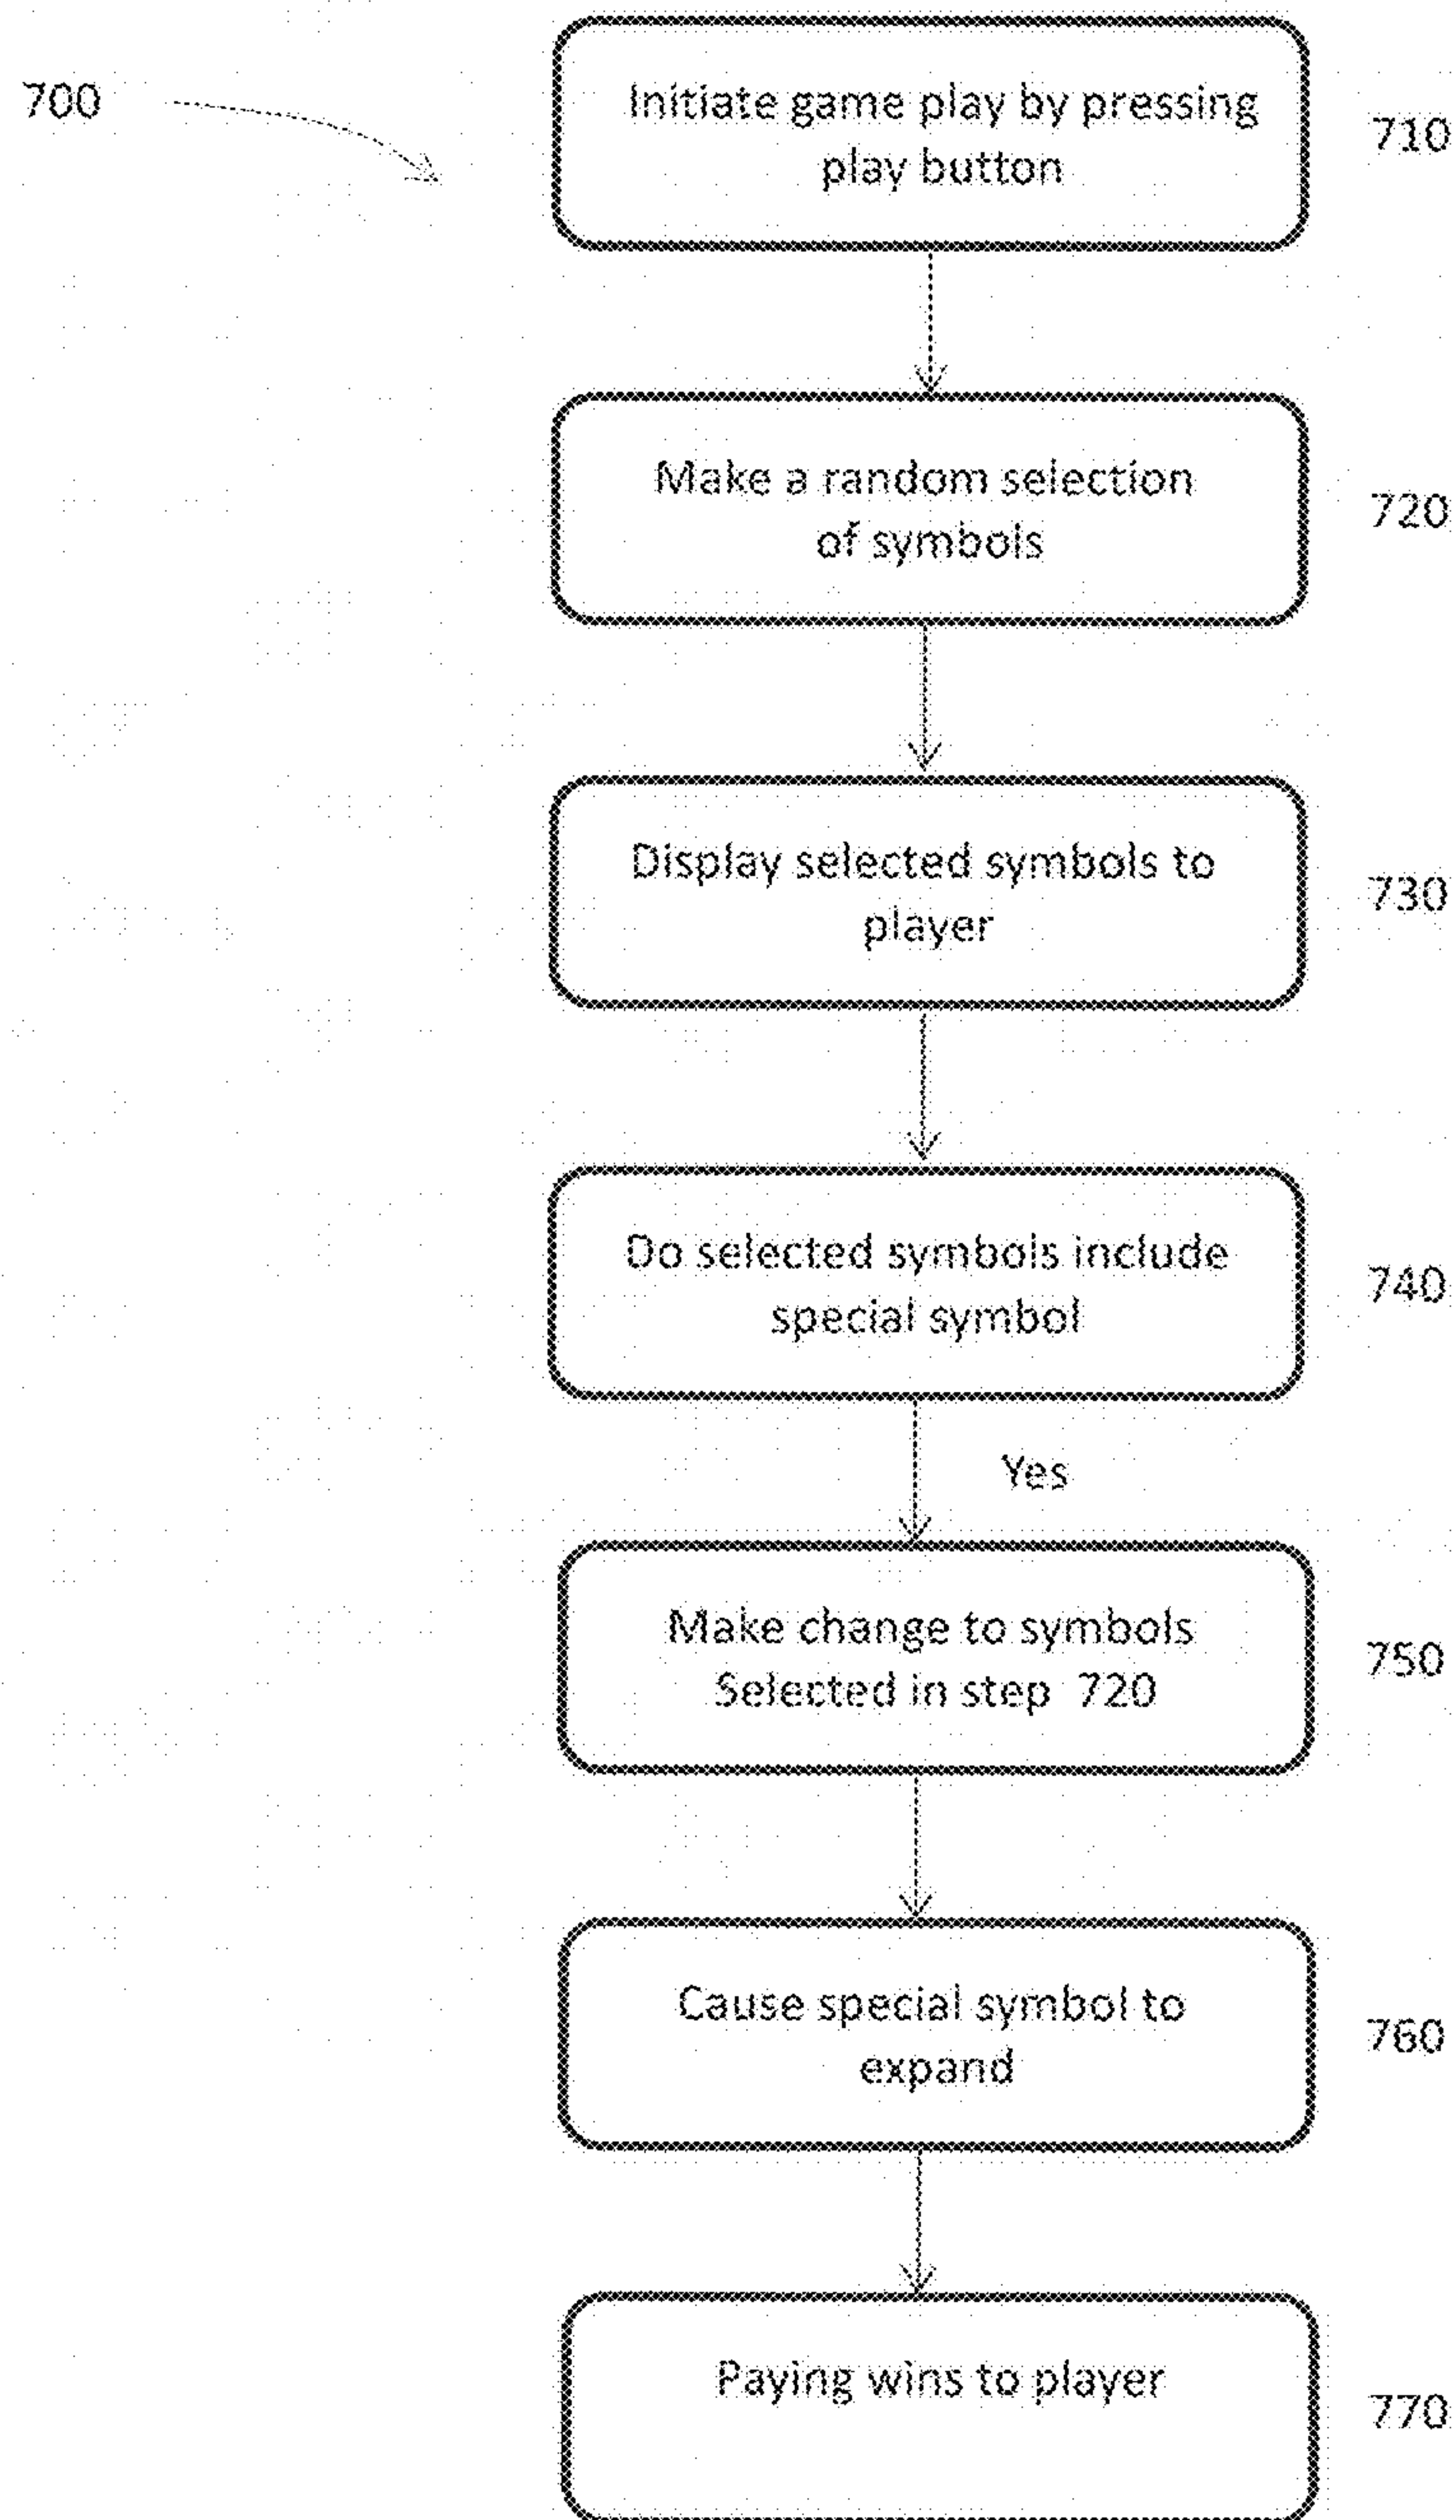 700
Initiate game play by pressing
play button
710
Make a random selection
of symbols
720
Display selected symbols to
player
730
Do selected symbols include
special symbol
740
Yes
Make change to symbols
Selected in step 720
750
Cause special symbol to
expand
760
Paying wins to player
770